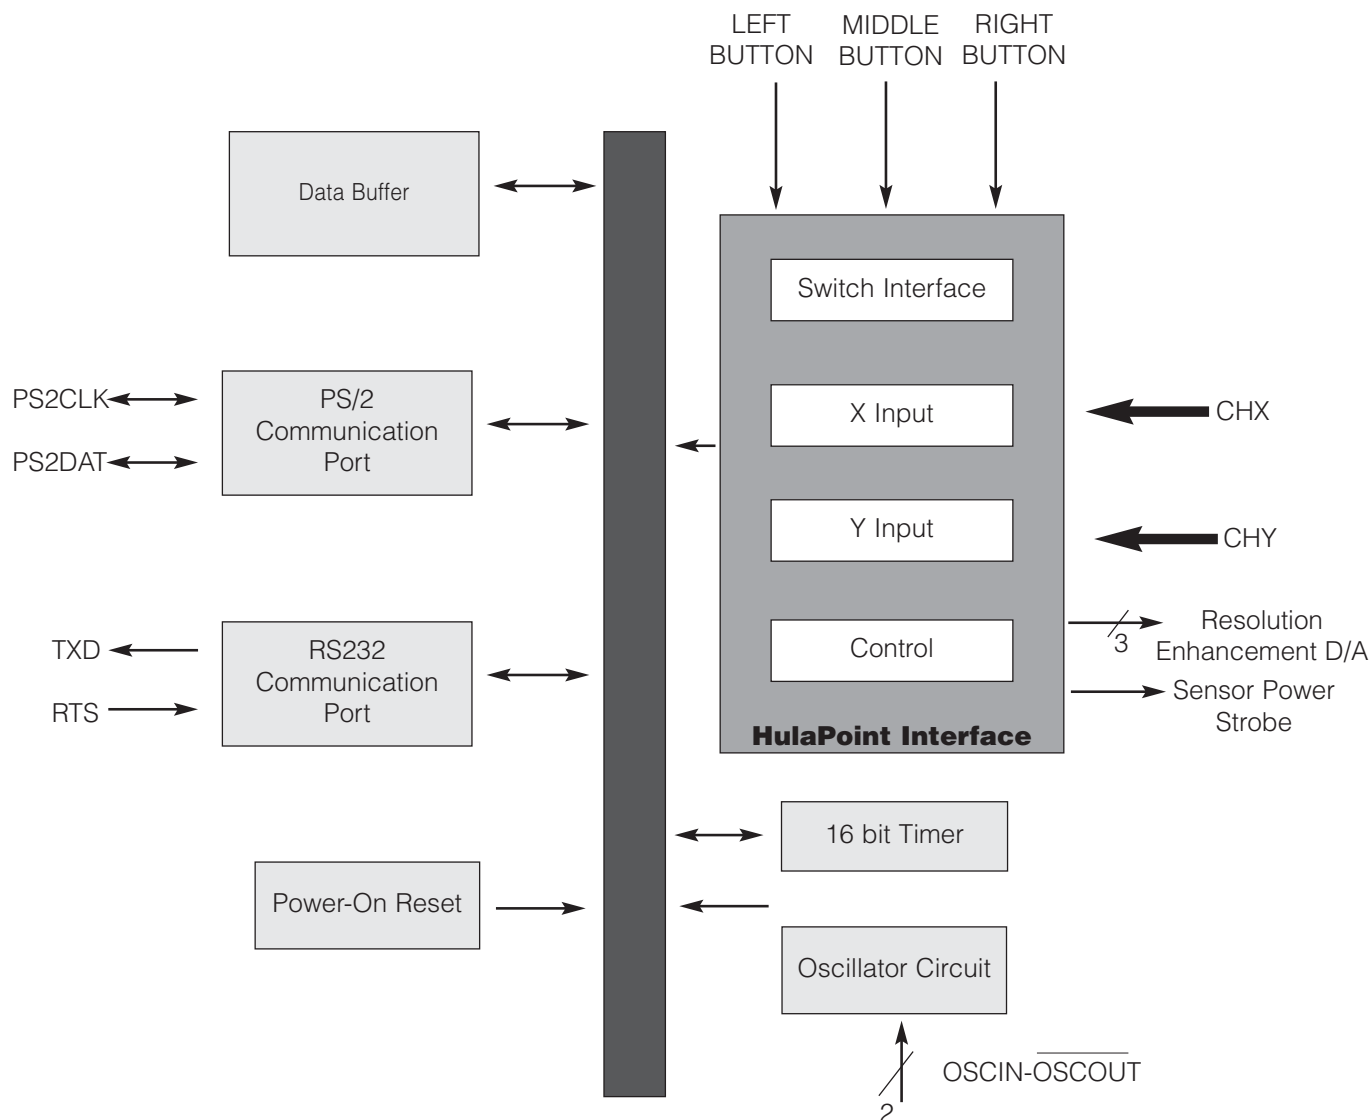 LEFT
BUTTON
MIDDLE
BUTTON
RIGHT
BUTTON
Data Buffer
Switch Interface
PS2CLK
PS2DAT
PS/2
Communication
Port
X Input
CHX
Y Input
CHY
TXD
RTS
RS232
Communication
Port
Control
3
Resolution
Enhancement D/A
Sensor Power
Strobe
HulaPoint Interface
16 bit Timer
Power-On Reset
Oscillator Circuit
OSCIN-OSCOUT
2